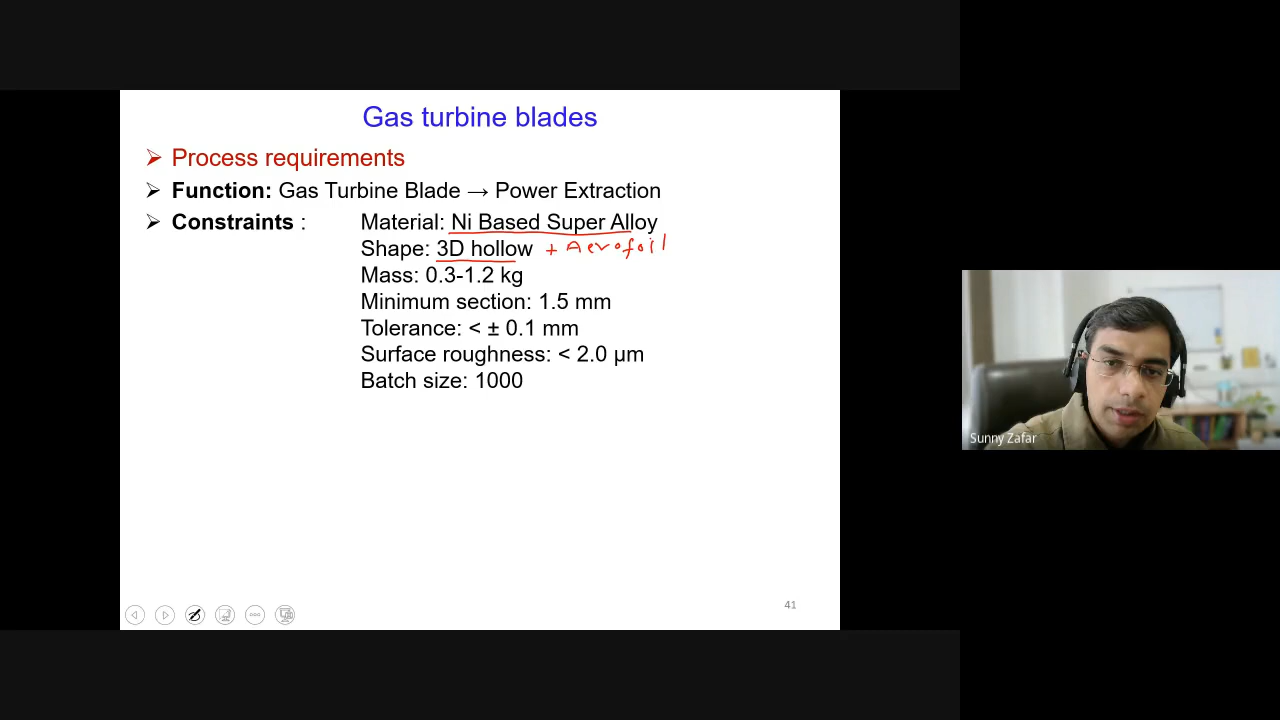 Gas turbine blades
➢ Process requirements
➢ Function: Gas Turbine Blade → Power Extraction
➢ Constraints : Material: Ni Based Super Alloy
Shape: 3D hollow + Aerofoil
Mass: 0.3-1.2 kg
Minimum section: 1.5 mm
Tolerance: < ± 0.1 mm
Surface roughness: < 2.0 µm
Batch size: 1000
41
Sunny Zafar